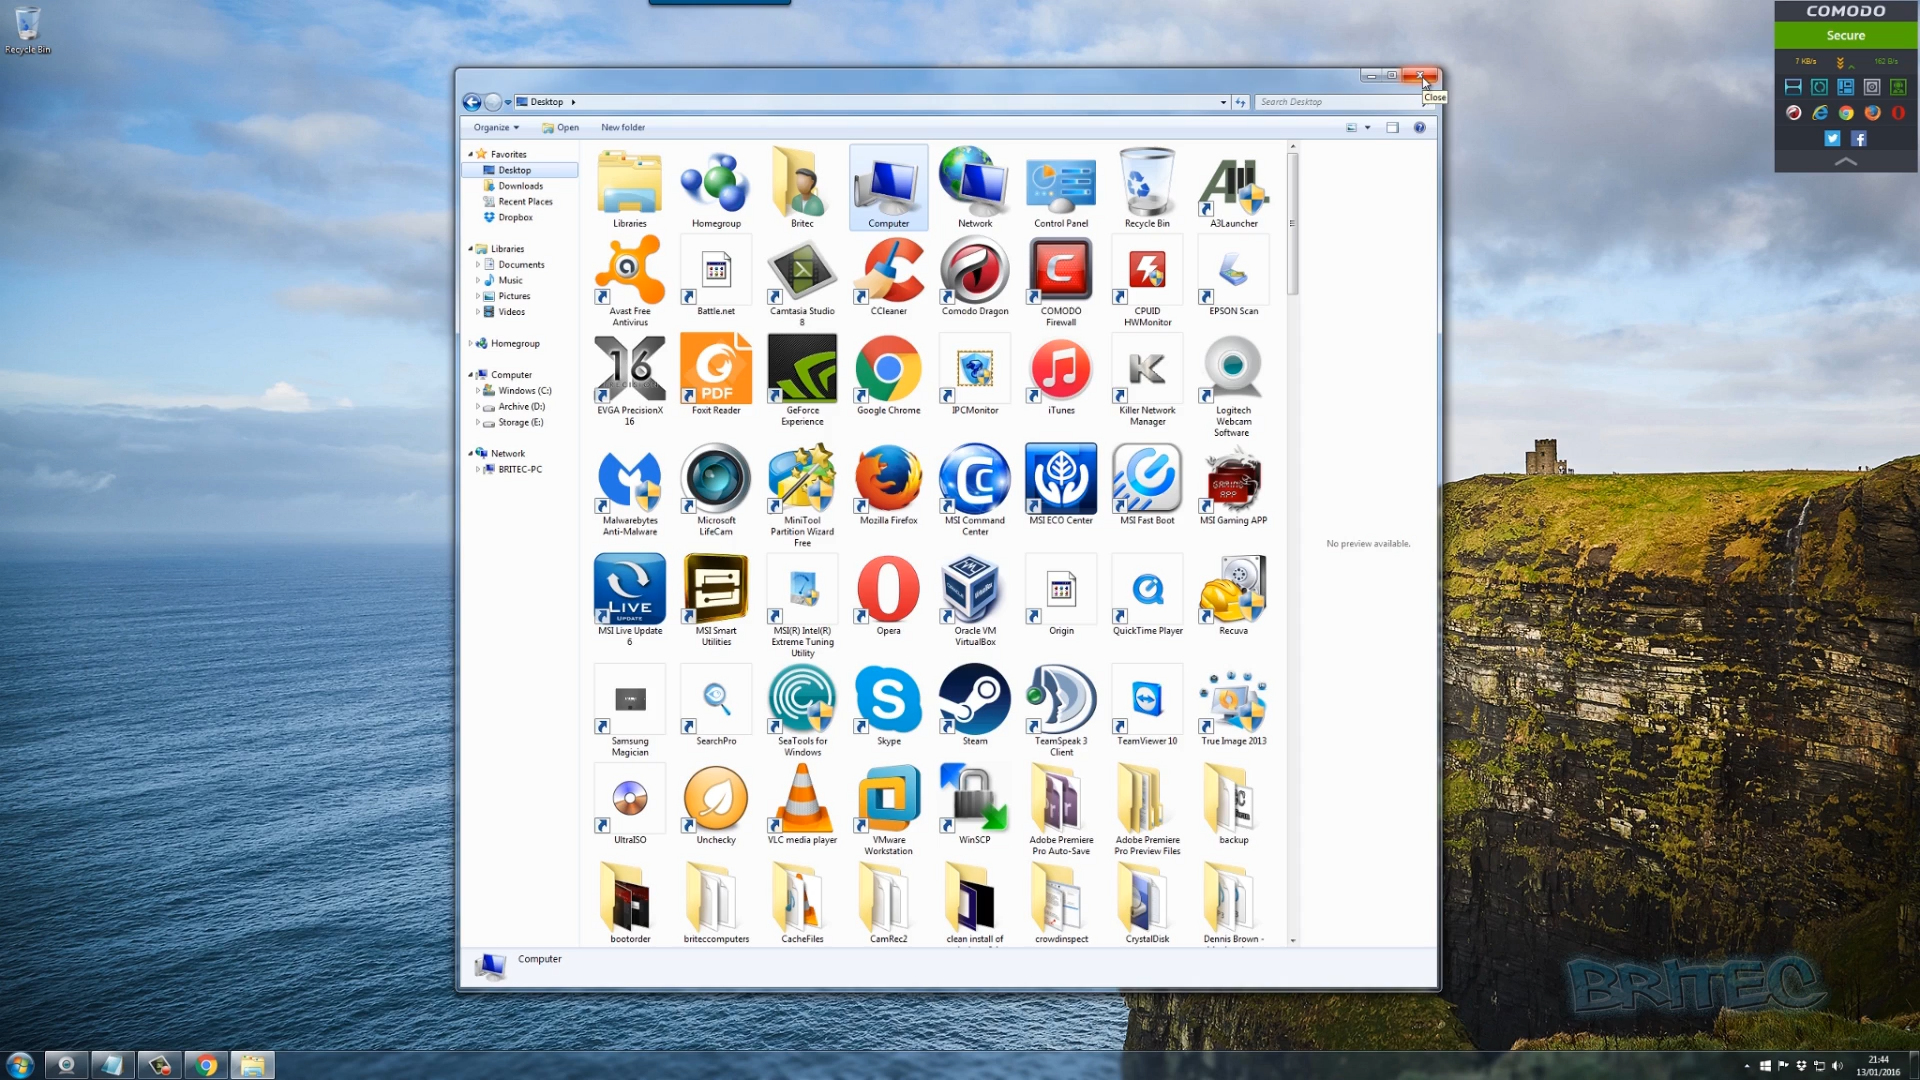 Recycle Bin
COMODO
Secure
7 KB/s
162 B/s
Close
Desktop
Search Desktop
Organize
Open
New folder
Favorites
Desktop
Downloads
Recent Places
Dropbox
Libraries
Documents
Music
Pictures
Videos
Homegroup
Computer
Windows (C:)
Archive (D:)
Storage (E:)
Network
BRITEC-PC
Libraries
Homegroup
Britec
Computer
Network
Control Panel
Recycle Bin
A3Launcher
Avast Free
Antivirus
Battle.net
Camtasia Studio
8
CCleaner
Comodo Dragon
COMODO
Firewall
CPUID
HWMonitor
EPSON Scan
16
EVGA PrecisionX
16
PDF
Foxit Reader
GeForce
Experience
Google Chrome
IPCMonitor
iTunes
Killer Network
Manager
Logitech
Webcam
Software
Malwarebytes
Anti-Malware
Microsoft
LifeCam
MiniTool
Partition Wizard
Free
Mozilla Firefox
MSI Command
Center
MSI ECO Center
MSI Fast Boot
GAMING
APP
MSI Gaming APP
LIVE
UPDATE
MSI Live Update
6
MSI Smart
Utilities
MSI(R) Intel(R)
Extreme Tuning
Utility
Opera
Oracle VM
VirtualBox
Origin
QuickTime Player
Recuva
Samsung
Magician
SearchPro
SeaTools for
Windows
Skype
Steam
TeamSpeak 3
Client
TeamViewer 10
True Image 2013
UltraISO
Unchecky
VLC media player
VMware
Workstation
WinSCP
Adobe Premiere
Pro Auto-Save
Adobe Premiere
Pro Preview Files
backup
bootorder
briteccomputers
CacheFiles
CamRec2
clean install of
crowdinspect
CrystalDisk
Dennis Brown -
No preview available.
Computer
BRITEC
21:44
13/01/2016